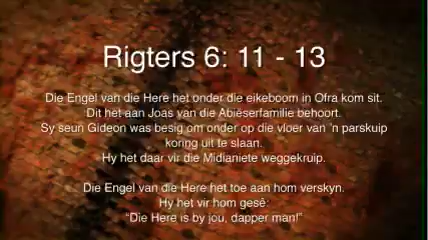 Rigters 6: 11 - 13
Die Engel van die Here het onder die eikeboom in Ofra kom sit.
Dit het aan Joas van die Abiëserfamilie behoort.
Sy seun Gideon was besig om onder op die vloer van 'n parskuip
koring uit te slaan.
Hy het daar vir die Midianiete weggekruip.
Die Engel van die Here het toe aan hom verskyn.
Hy het vir hom gesê:
"Die Here is by jou, dapper man!"